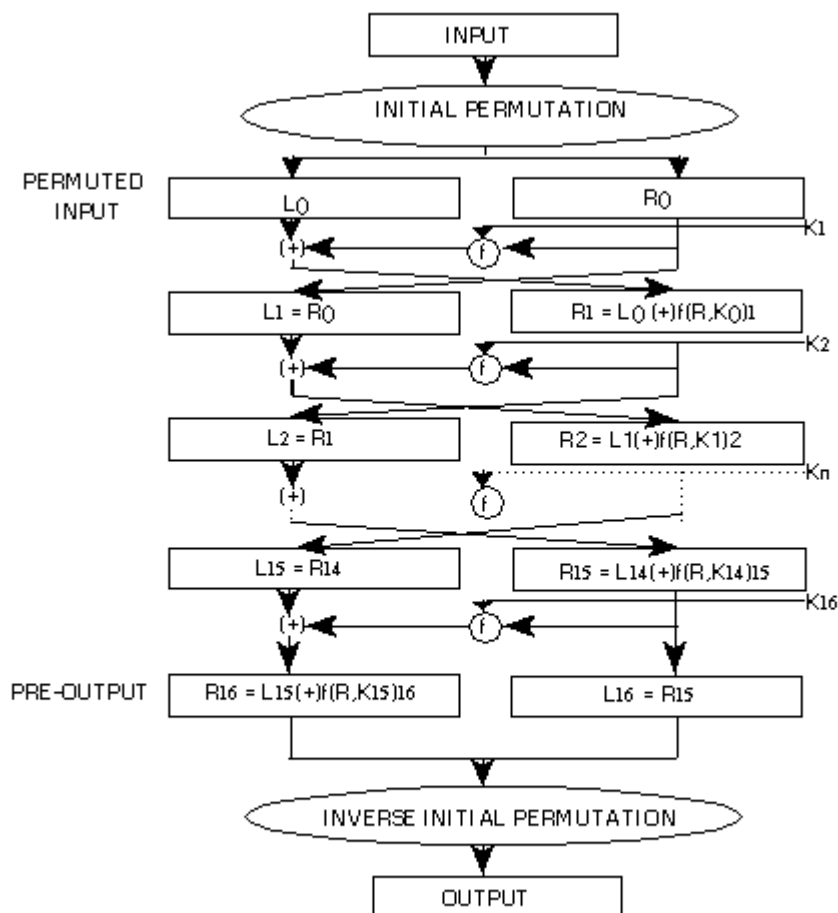 INPUT
INITIAL PERMUTATION
PERMUTED
INPUT
L0
R0
K1
(+)
f
L1 = R0
R1 = L0 (+)f(R,K0)1
K2
(+)
f
L2 = R1
R2 = L1(+)f(R,K1)2
Kn
(+)
f
L15 = R14
R15 = L14(+)f(R,K14)15
K16
(+)
f
PRE-OUTPUT
R16 = L15(+)f(R,K15)16
L16 = R15
INVERSE INITIAL PERMUTATION
OUTPUT